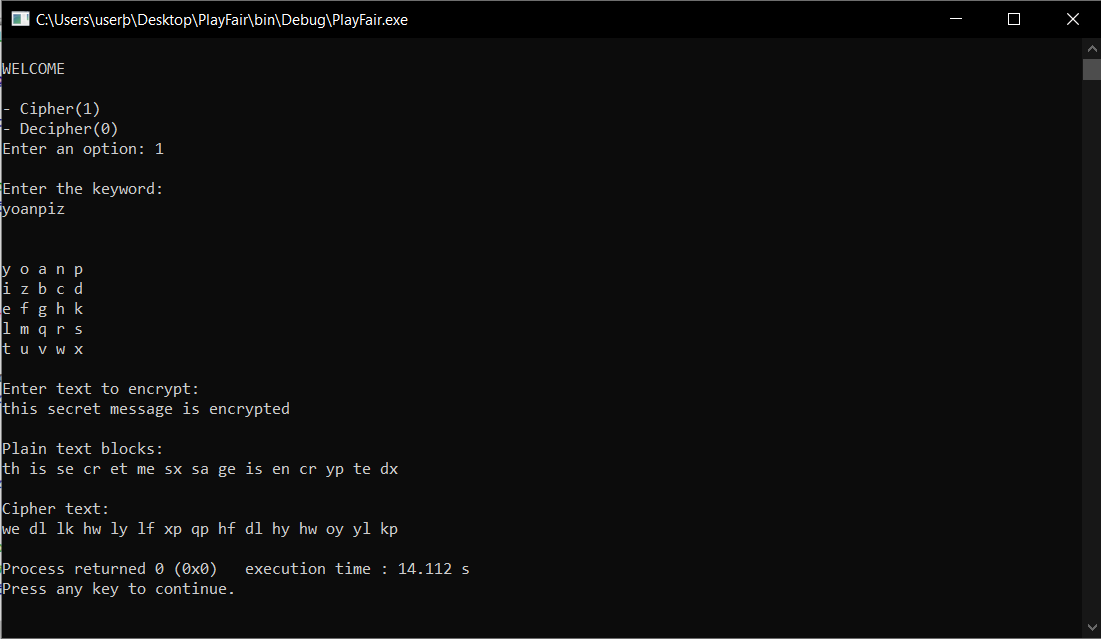 C:\Users\userþ\Desktop\PlayFair\bin\Debug\PlayFair.exe
WELCOME
- Cipher(1)
- Decipher(0)
Enter an option: 1
Enter the keyword:
yoanpiz
y o a n p
i z b c d
e f g h k
l m q r s
t u v w x
Enter text to encrypt:
this secret message is encrypted
Plain text blocks:
th is se cr et me sx sa ge is en cr yp te dx
Cipher text:
we dl lk hw ly lf xp qp hf dl hy hw oy yl kp
Process returned 0 (0x0)   execution time : 14.112 s
Press any key to continue.